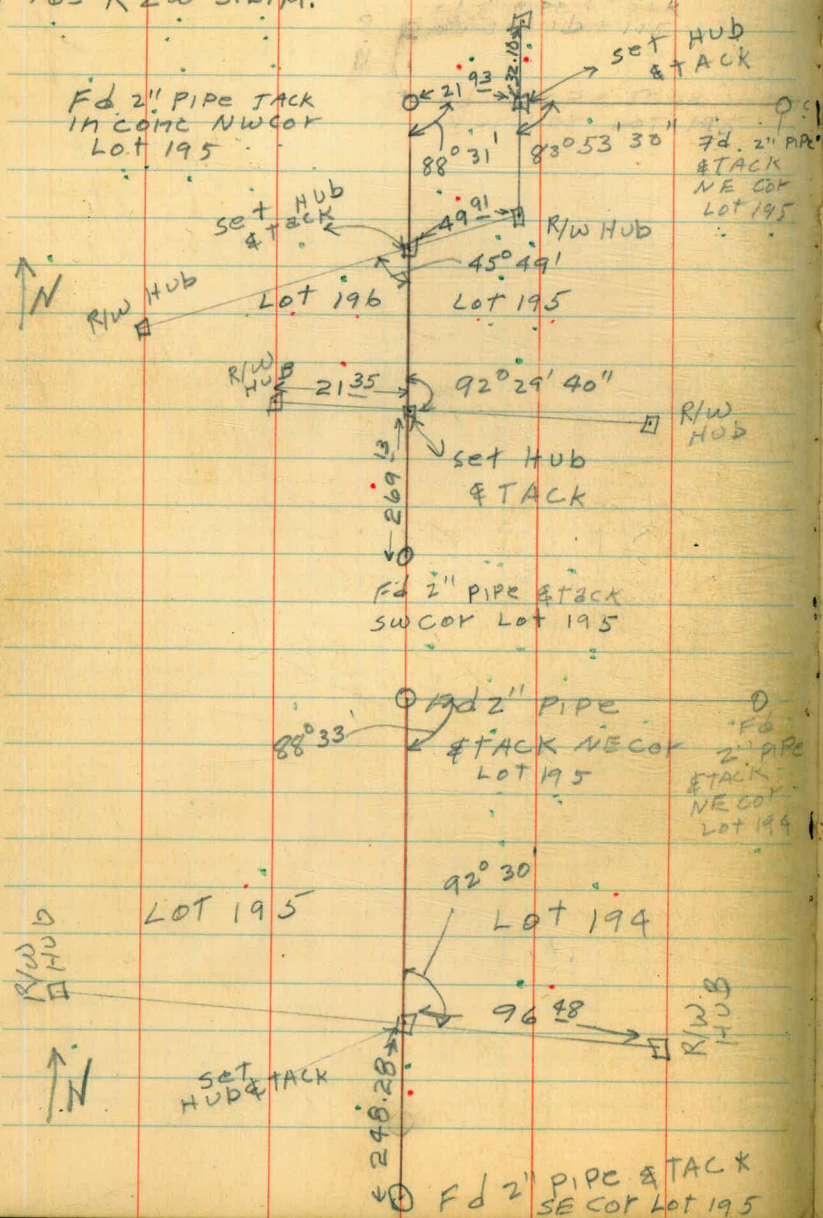 R2W S.B.M.
set HUB
& TACK
32.10
21 93
Fd 2" PIPE TACK
In conc NWCor
Lot 195
88° 31'
83° 53' 30"
Fd. 2" PIPE
& TACK
NE Cor
Lot 195
set Hub
& tack
49 91
R/W HUB
45° 49'
N
R/W Hub
Lot 196
Lot 195
R/W
HUB
21 35
92° 29' 40"
R/W
HUB
set HUB
& TACK
269 13
Fd 2" PIPE & tack
SW Cor Lot 195
Fd 2" PIPE
& TACK NE Cor
LOT 195
88° 33'
Fd
2" PIPE
& TACK
NE Cor
Lot 194
92° 30'
LOT 195
Lot 194
R/W
HUB
96 48
R/W
HUB
N
set
HUb & TACK
248.28
Fd 2" PIPE & TACK
SE Cor Lot 195